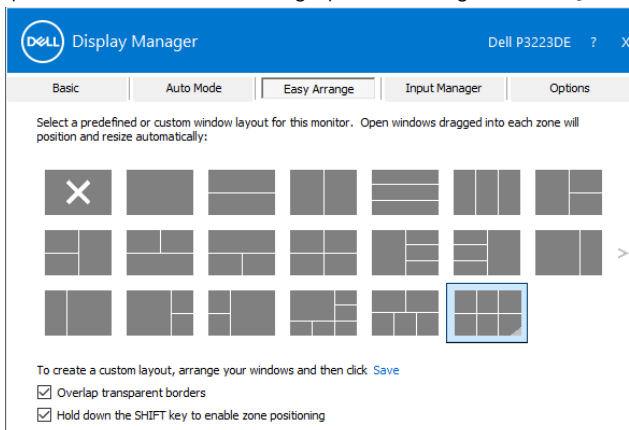 DELL Display Manager Dell P3223DE ? X
Basic Auto Mode Easy Arrange Input Manager Options
Select a predefined or custom window layout for this monitor. Open windows dragged into each zone will
position and resize automatically:
>
To create a custom layout, arrange your windows and then click Save
Overlap transparent borders
Hold down the SHIFT key to enable zone positioning